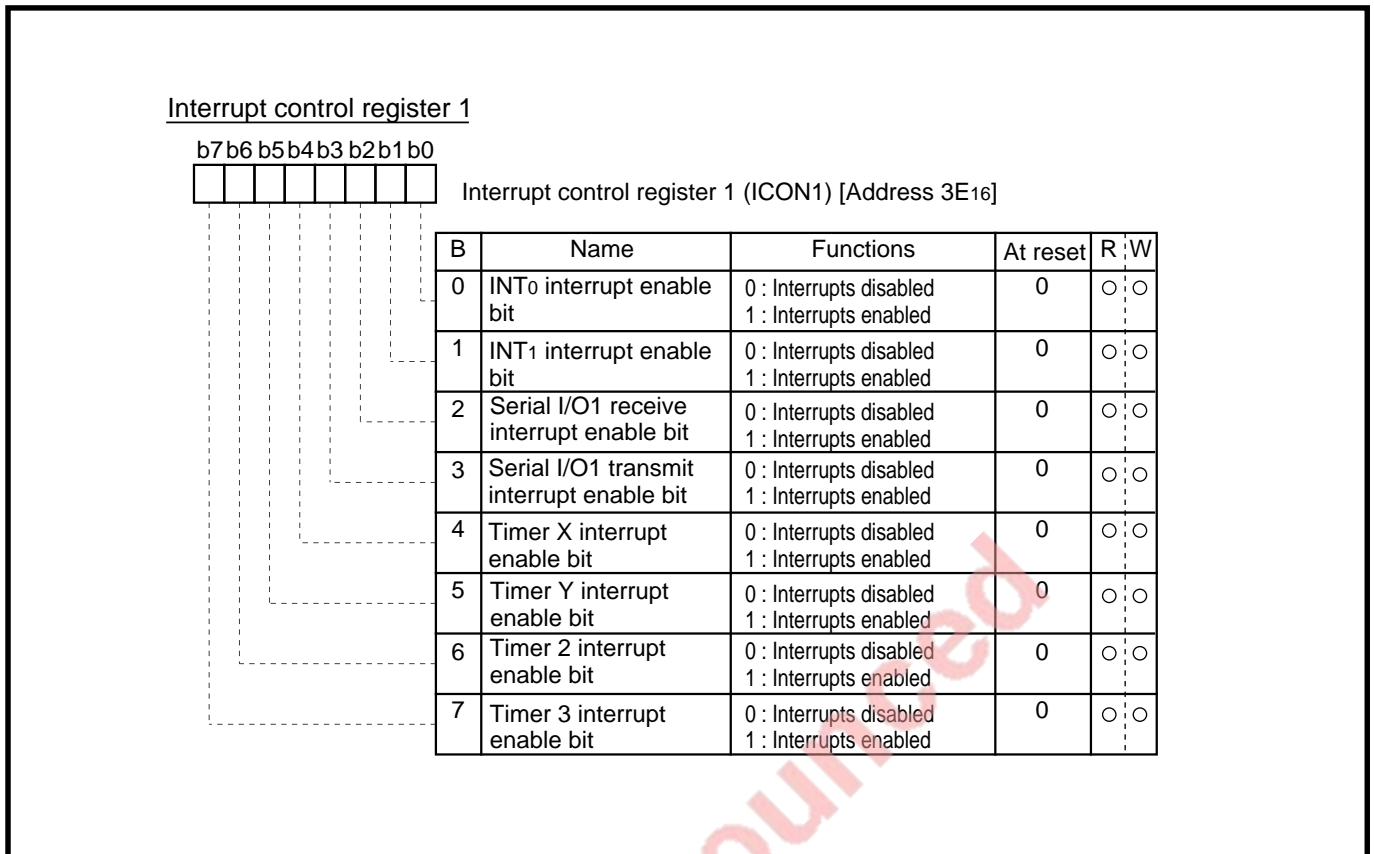 Interrupt control register 1
b7 b6 b5 b4 b3 b2 b1 b0
Interrupt control register 1 (ICON1) [Address 3E16]
B Name Functions At reset R W
0 INT0 interrupt enable bit 0 : Interrupts disabled 0 ○ ○
1 : Interrupts enabled
1 INT1 interrupt enable bit 0 : Interrupts disabled 0 ○ ○
1 : Interrupts enabled
2 Serial I/O1 receive interrupt enable bit 0 : Interrupts disabled 0 ○ ○
1 : Interrupts enabled
3 Serial I/O1 transmit interrupt enable bit 0 : Interrupts disabled 0 ○ ○
1 : Interrupts enabled
4 Timer X interrupt enable bit 0 : Interrupts disabled 0 ○ ○
1 : Interrupts enabled
5 Timer Y interrupt enable bit 0 : Interrupts disabled 0 ○ ○
1 : Interrupts enabled
6 Timer 2 interrupt enable bit 0 : Interrupts disabled 0 ○ ○
1 : Interrupts enabled
7 Timer 3 interrupt enable bit 0 : Interrupts disabled 0 ○ ○
1 : Interrupts enabled
ounced